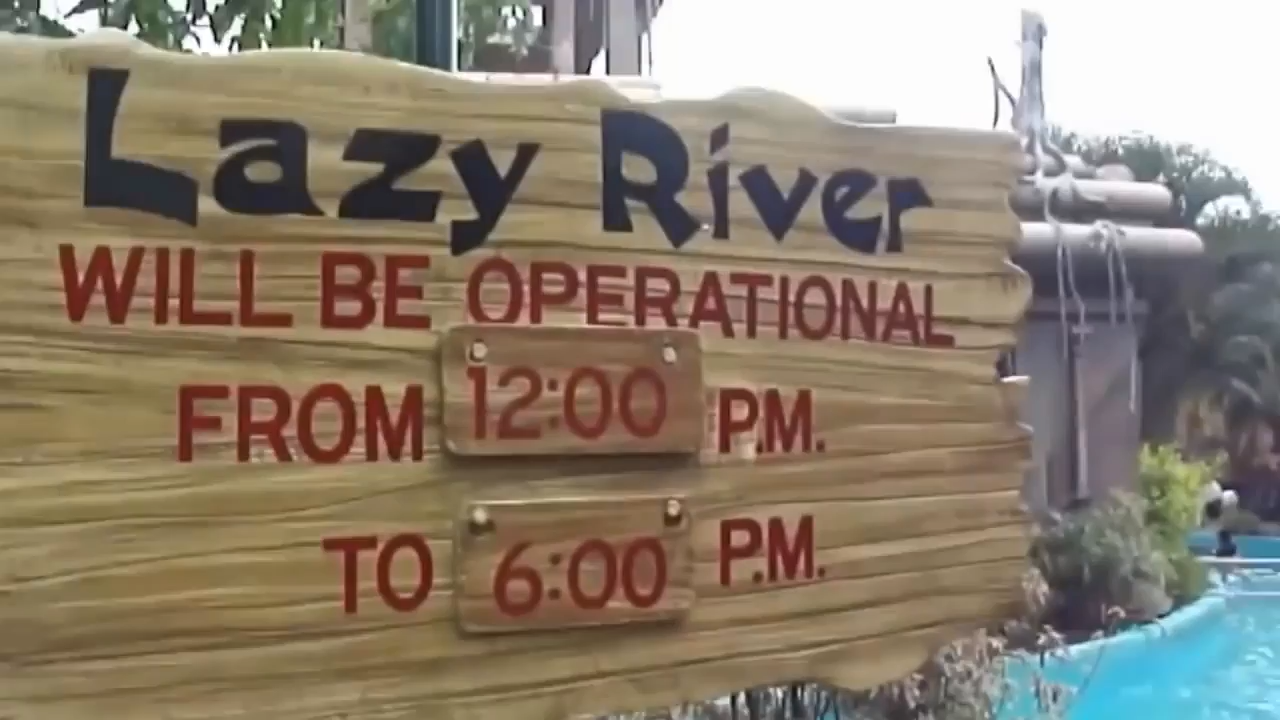 Lazy River
WILL BE OPERATIONAL
FROM 12:00 P.M.
TO 6:00 P.M.